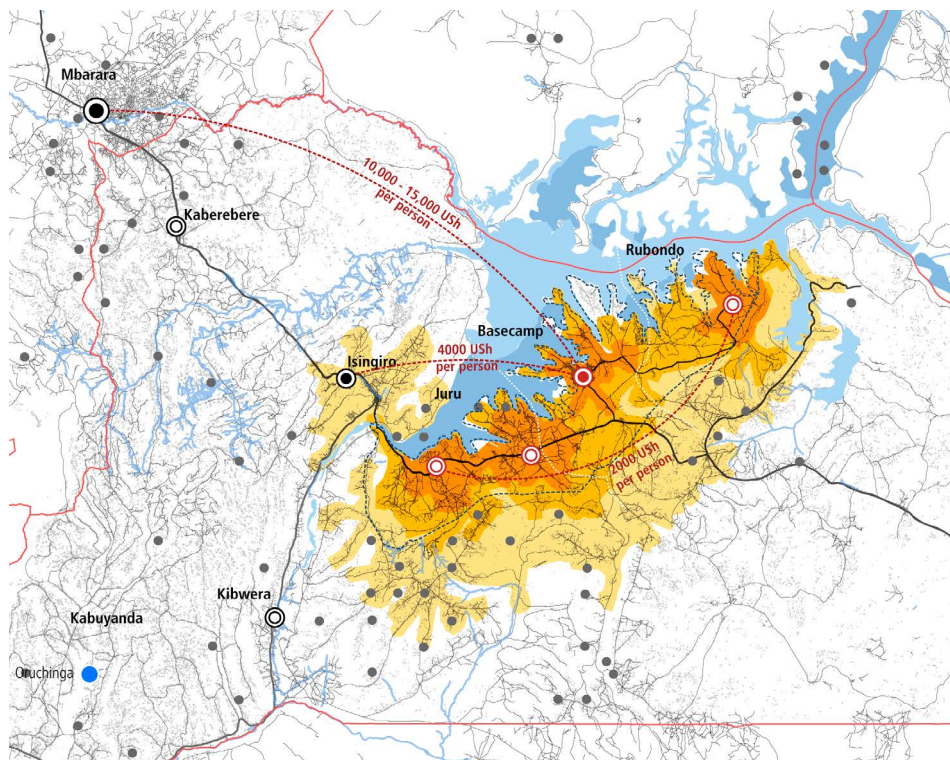 Mbarara
10,000 - 15,000 USh
per person
Kaberebere
Rubondo
Basecamp
4000 USh
per person
Isingiro
Juru
2000 USh
per person
Kibwera
Kabuyanda
Oruchinga